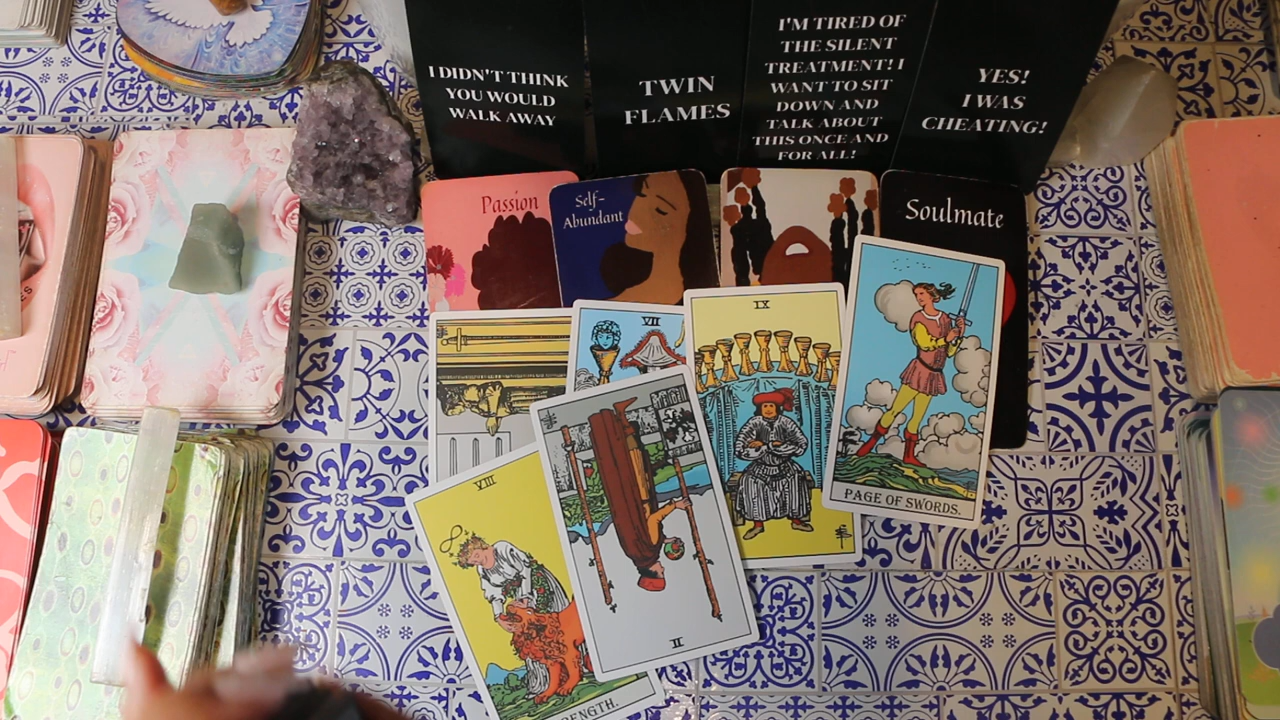 I DIDN'T THINK
YOU WOULD
WALK AWAY
TWIN
FLAMES
I'M TIRED OF
THE SILENT
TREATMENT! I
WANT TO SIT
DOWN AND
TALK ABOUT
THIS ONCE AND
FOR ALL!
YES!
I WAS
CHEATING!
Passion
Self-
Abundant
Soulmate
VII
IX
PAGE OF SWORDS.
VIII
II